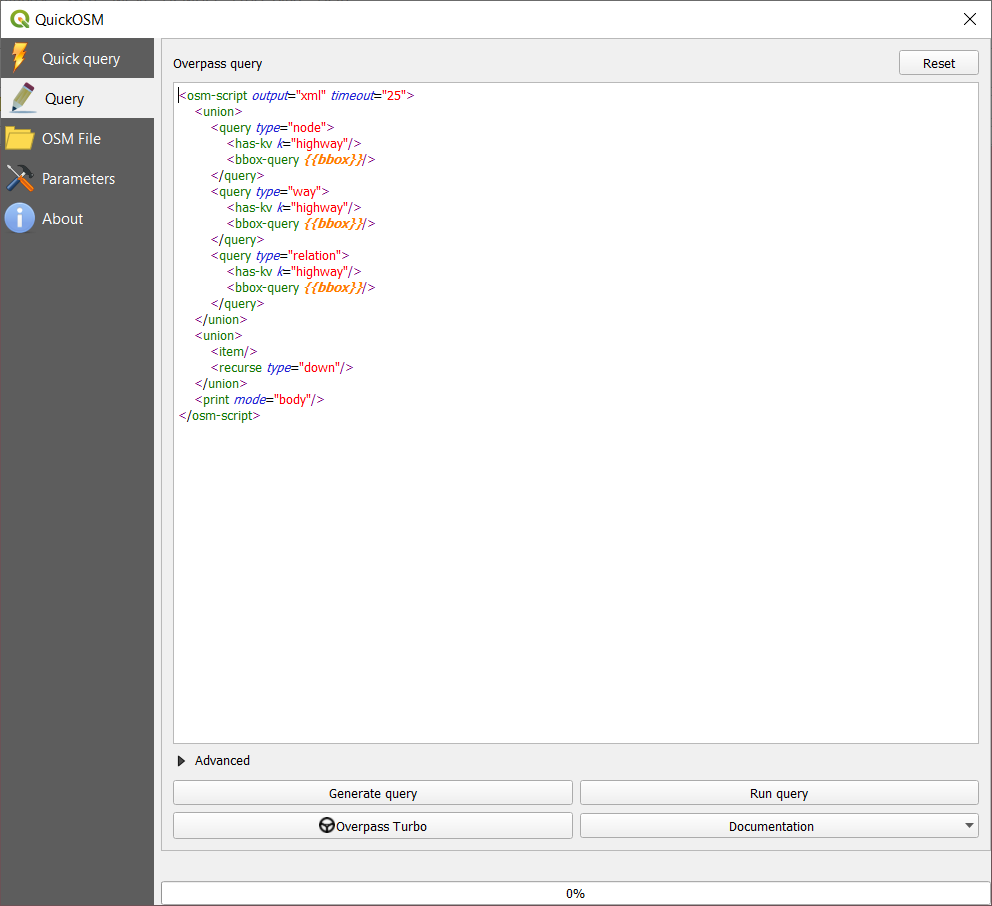 QuickOSM
Quick query
Query
OSM File
Parameters
About
Overpass query
Reset
<osm-script output="xml" timeout="25">
    <union>
        <query type="node">
            <has-kv k="highway"/>
            <bbox-query {{bbox}}/>
        </query>
        <query type="way">
            <has-kv k="highway"/>
            <bbox-query {{bbox}}/>
        </query>
        <query type="relation">
            <has-kv k="highway"/>
            <bbox-query {{bbox}}/>
        </query>
    </union>
    <union>
        <item/>
        <recurse type="down"/>
    </union>
    <print mode="body"/>
</osm-script>
Advanced
Generate query
Run query
Overpass Turbo
Documentation
0%